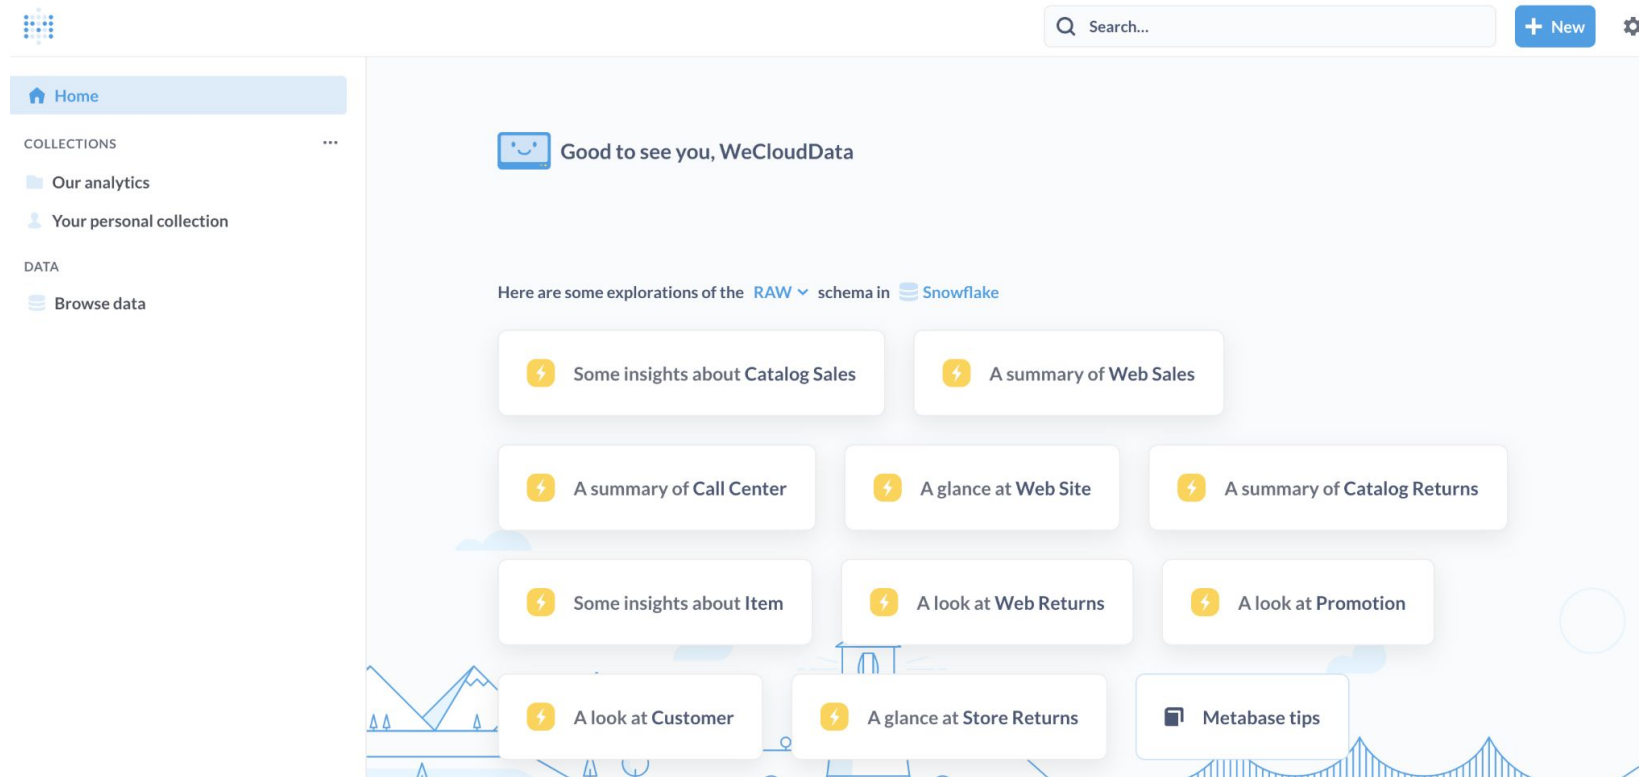 Search...
+ New
Home
COLLECTIONS ...
Our analytics
Your personal collection
DATA
Browse data
Good to see you, WeCloudData
Here are some explorations of the RAW schema in Snowflake
Some insights about Catalog Sales
A summary of Web Sales
A summary of Call Center
A glance at Web Site
A summary of Catalog Returns
Some insights about Item
A look at Web Returns
A look at Promotion
A look at Customer
A glance at Store Returns
Metabase tips